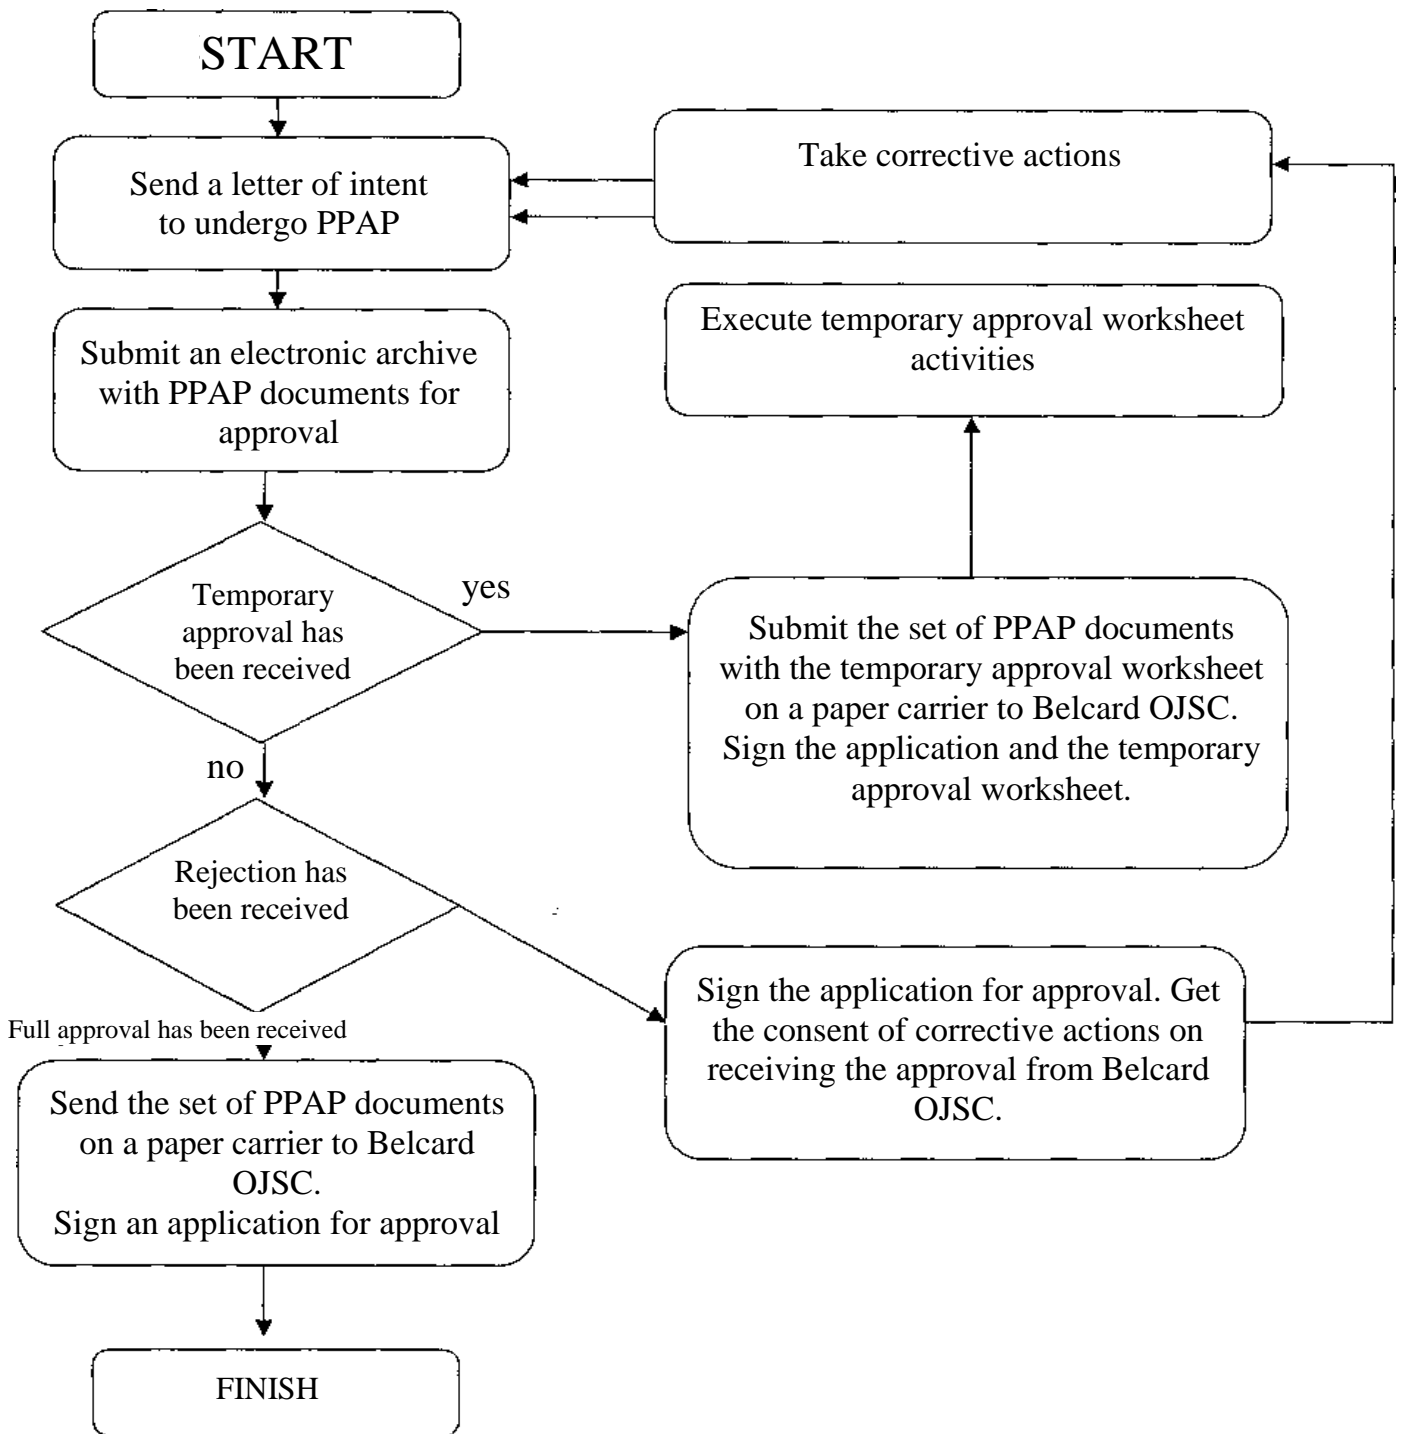 START
Send a letter of intent
to undergo PPAP
Take corrective actions
Execute temporary approval worksheet
activities
Submit an electronic archive
with PPAP documents for
approval
Temporary
approval has
been received
yes
Submit the set of PPAP documents
with the temporary approval worksheet
on a paper carrier to Belcard OJSC.
Sign the application and the temporary
approval worksheet.
no
Rejection has
been received
Sign the application for approval. Get
the consent of corrective actions on
receiving the approval from Belcard
OJSC.
Full approval has been received
Send the set of PPAP documents
on a paper carrier to Belcard
OJSC.
Sign an application for approval
FINISH